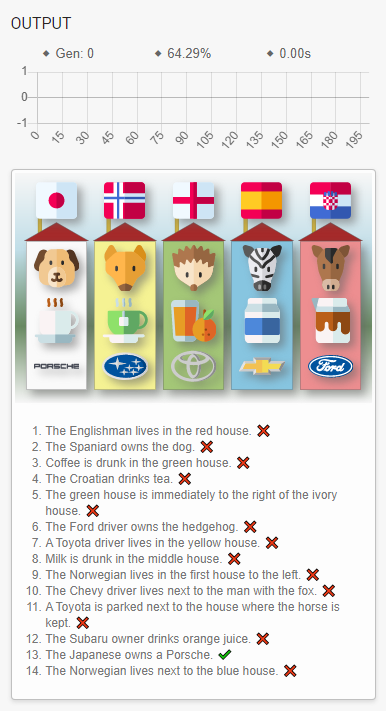 OUTPUT
Gen: 0 64.29% 0.00s
1
0
-1
0 15 30 45 60 75 90 105 120 135 150 165 180 195
PORSCHE SUBARU TOYOTA CHEVROLET Ford
1. The Englishman lives in the red house.
2. The Spaniard owns the dog.
3. Coffee is drunk in the green house.
4. The Croatian drinks tea.
5. The green house is immediately to the right of the ivory
house.
6. The Ford driver owns the hedgehog.
7. A Toyota driver lives in the yellow house.
8. Milk is drunk in the middle house.
9. The Norwegian lives in the first house to the left.
10. The Chevy driver lives next to the man with the fox.
11. A Toyota is parked next to the house where the horse is
kept.
12. The Subaru owner drinks orange juice.
13. The Japanese owns a Porsche.
14. The Norwegian lives next to the blue house.